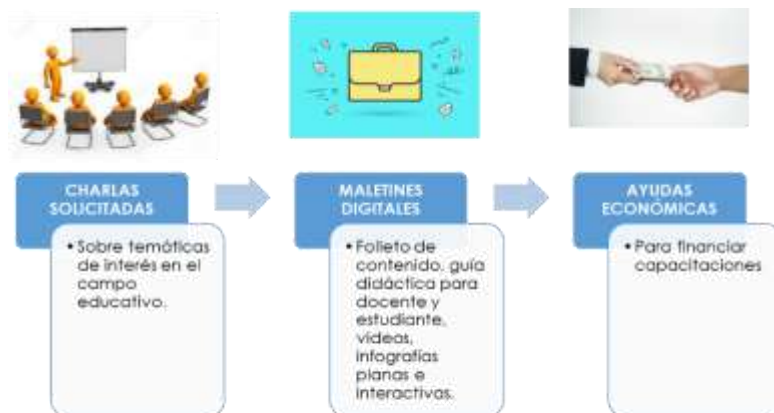 CHARLAS
SOLICITADAS
• Sobre temáticas
de interés en el
campo
educativo.
MALETINES
DIGITALES
• Folleto de
contenido, guía
didáctica para
docente y
estudiante,
videos,
infografías
planas e
interactivas.
AYUDAS
ECONÓMICAS
• Para financiar
capacitaciones